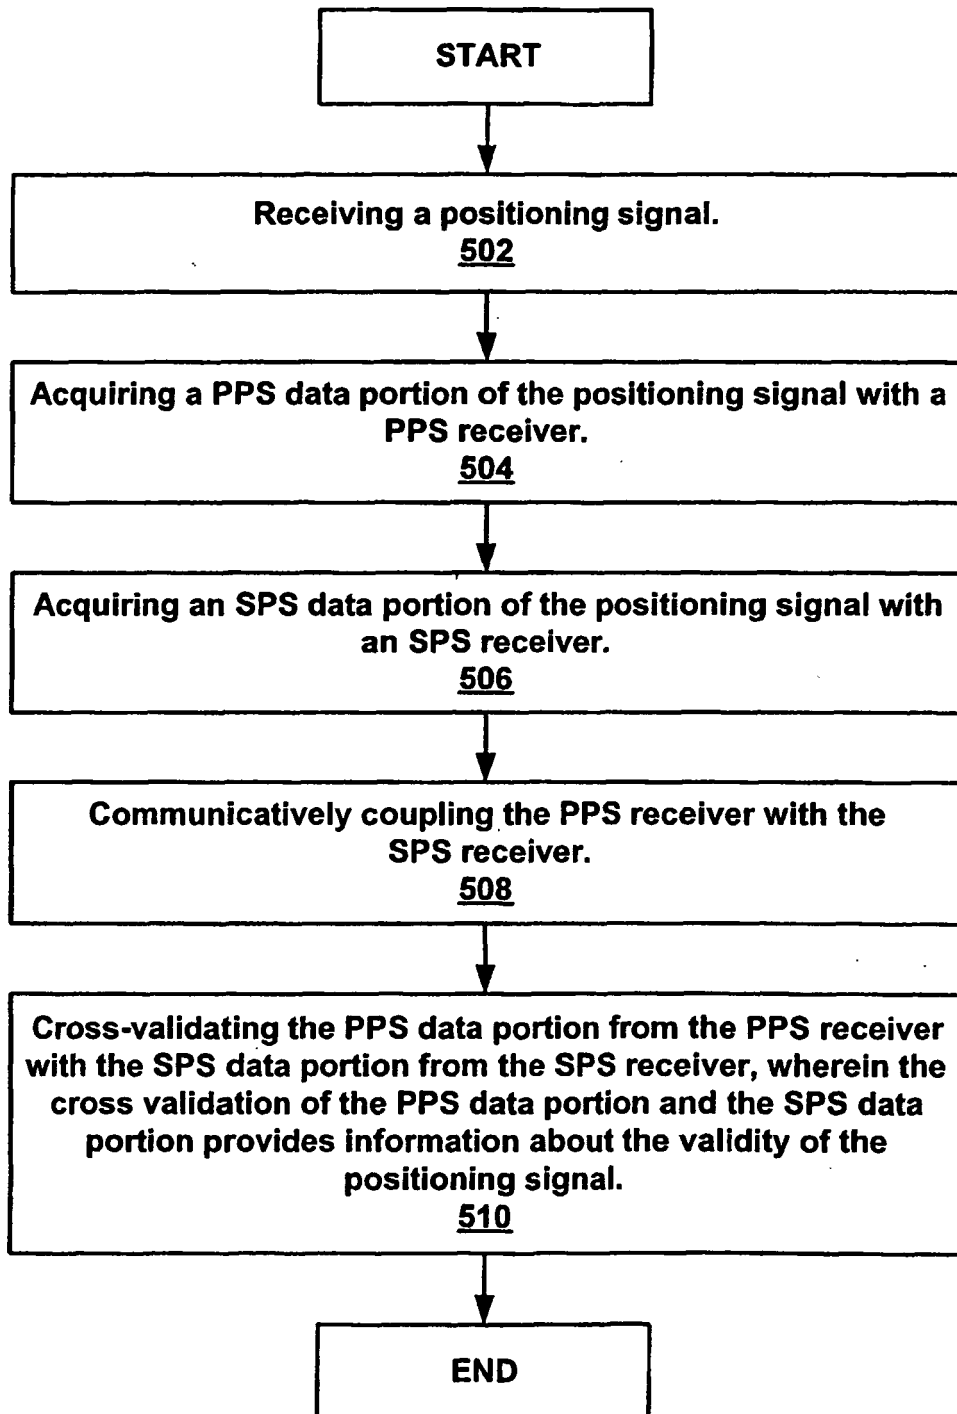 START
Receiving a positioning signal.
502
Acquiring a PPS data portion of the positioning signal with a
PPS receiver.
504
Acquiring an SPS data portion of the positioning signal with
an SPS receiver.
506
Communicatively coupling the PPS receiver with the
SPS receiver.
508
Cross-validating the PPS data portion from the PPS receiver
with the SPS data portion from the SPS receiver, wherein the
cross validation of the PPS data portion and the SPS data
portion provides information about the validity of the
positioning signal.
510
END